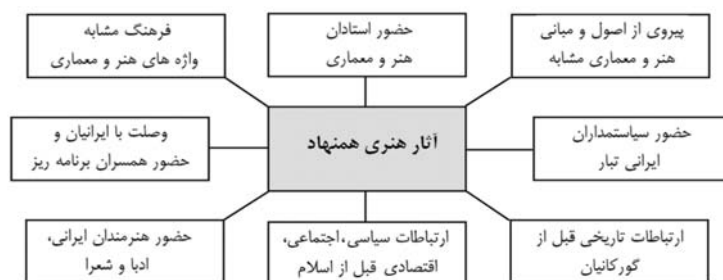 پیروی از اصول و مبانی
هنر و معماری مشابه
حضور استادان
هنر و معماری
فرهنگ مشابه
واژه های هنر و معماری
حضور سیاستمداران
ایرانی تبار
آثار هنری همنهاد
وصلت با ایرانیان و
حضور همسران برنامه ریز
ارتباطات تاریخی قبل از
گورکانیان
ارتباطات سیاسی،اجتماعی،
اقتصادی قبل از اسلام
حضور هنرمندان ایرانی،
ادبا و شعرا